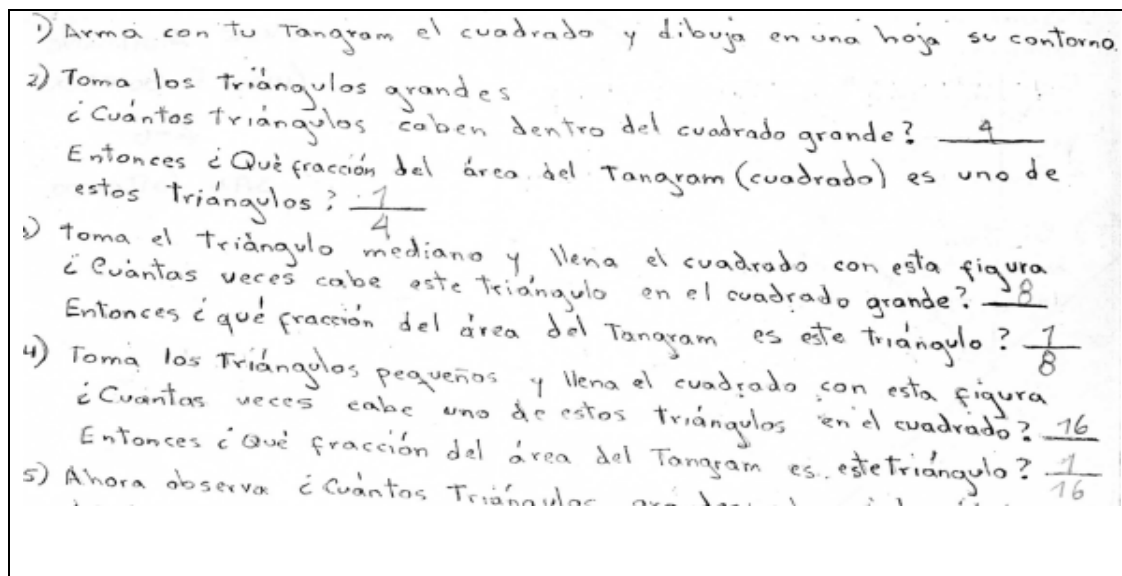 1) Arma con tu Tangram el cuadrado y dibuja en una hoja su contorno.
2) Toma los triángulos grandes
¿Cuántos triángulos caben dentro del cuadrado grande? 4
Entonces ¿Qué fracción del área del Tangram (cuadrado) es uno de
estos triángulos? 1/4
) toma el triángulo mediano y llena el cuadrado con esta figura
¿Cuántas veces cabe este triángulo en el cuadrado grande? 8
Entonces ¿qué fracción del área del Tangram es este triángulo? 1/8
4) Toma los Triángulos pequeños y llena el cuadrado con esta figura
¿Cuántas veces cabe uno de estos triángulos en el cuadrado? 16
Entonces ¿Qué fracción del área del Tangram es este triángulo? 1/16
5) Ahora observa ¿Cuántos Triángulos